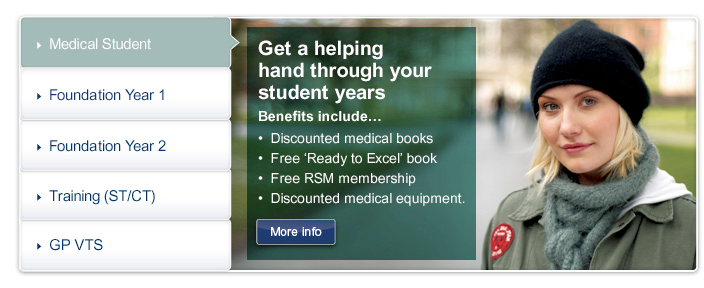 Medical Student
Foundation Year 1
Foundation Year 2
Training (ST/CT)
GP VTS
Get a helping
hand through your
student years
Benefits include…
• Discounted medical books
• Free ‘Ready to Excel’ book
• Free RSM membership
• Discounted medical equipment.
More info